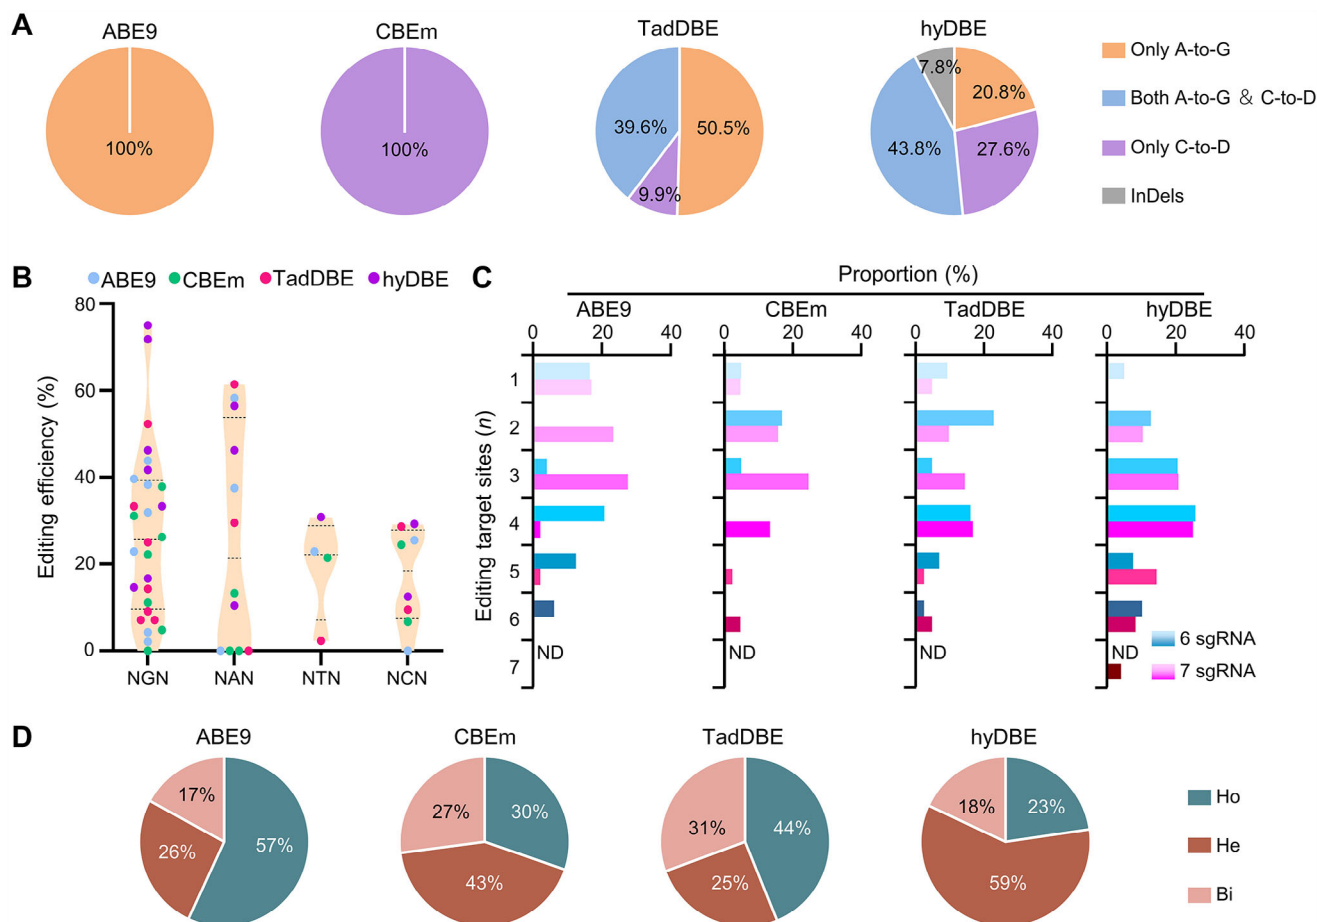 A
ABE9
CBEm
TadDBE
hyDBE
100%
100%
39.6%
50.5%
9.9%
7.8%
20.8%
43.8%
27.6%
Only A-to-G
Both A-to-G & C-to-D
Only C-to-D
InDels
B
ABE9 CBEm TadDBE hyDBE
Editing efficiency (%)
80
60
40
20
0
NGN NAN NTN NCN
C
Proportion (%)
ABE9 CBEm TadDBE hyDBE
0 20 40 0 20 40 0 20 40 0 20 40
Editing target sites (n)
1
2
3
4
5
6
7
ND ND ND ND
6 sgRNA
7 sgRNA
D
ABE9 CBEm TadDBE hyDBE
17%
26%
57%
27%
30%
43%
31%
44%
25%
18%
23%
59%
Ho
He
Bi